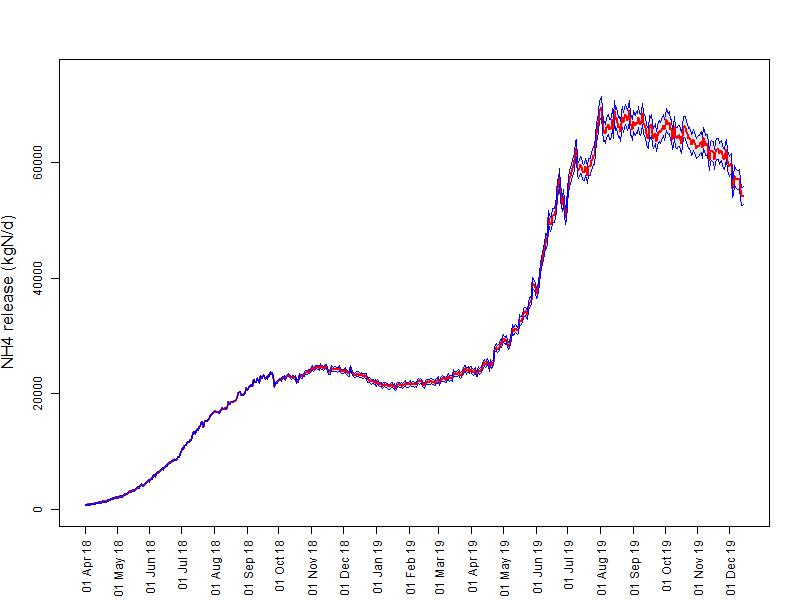 NH4 release (kgN/d)
60000
40000
20000
0
01 Apr 18
01 May 18
01 Jun 18
01 Jul 18
01 Aug 18
01 Sep 18
01 Oct 18
01 Nov 18
01 Dec 18
01 Jan 19
01 Feb 19
01 Mar 19
01 Apr 19
01 May 19
01 Jun 19
01 Jul 19
01 Aug 19
01 Sep 19
01 Oct 19
01 Nov 19
01 Dec 19